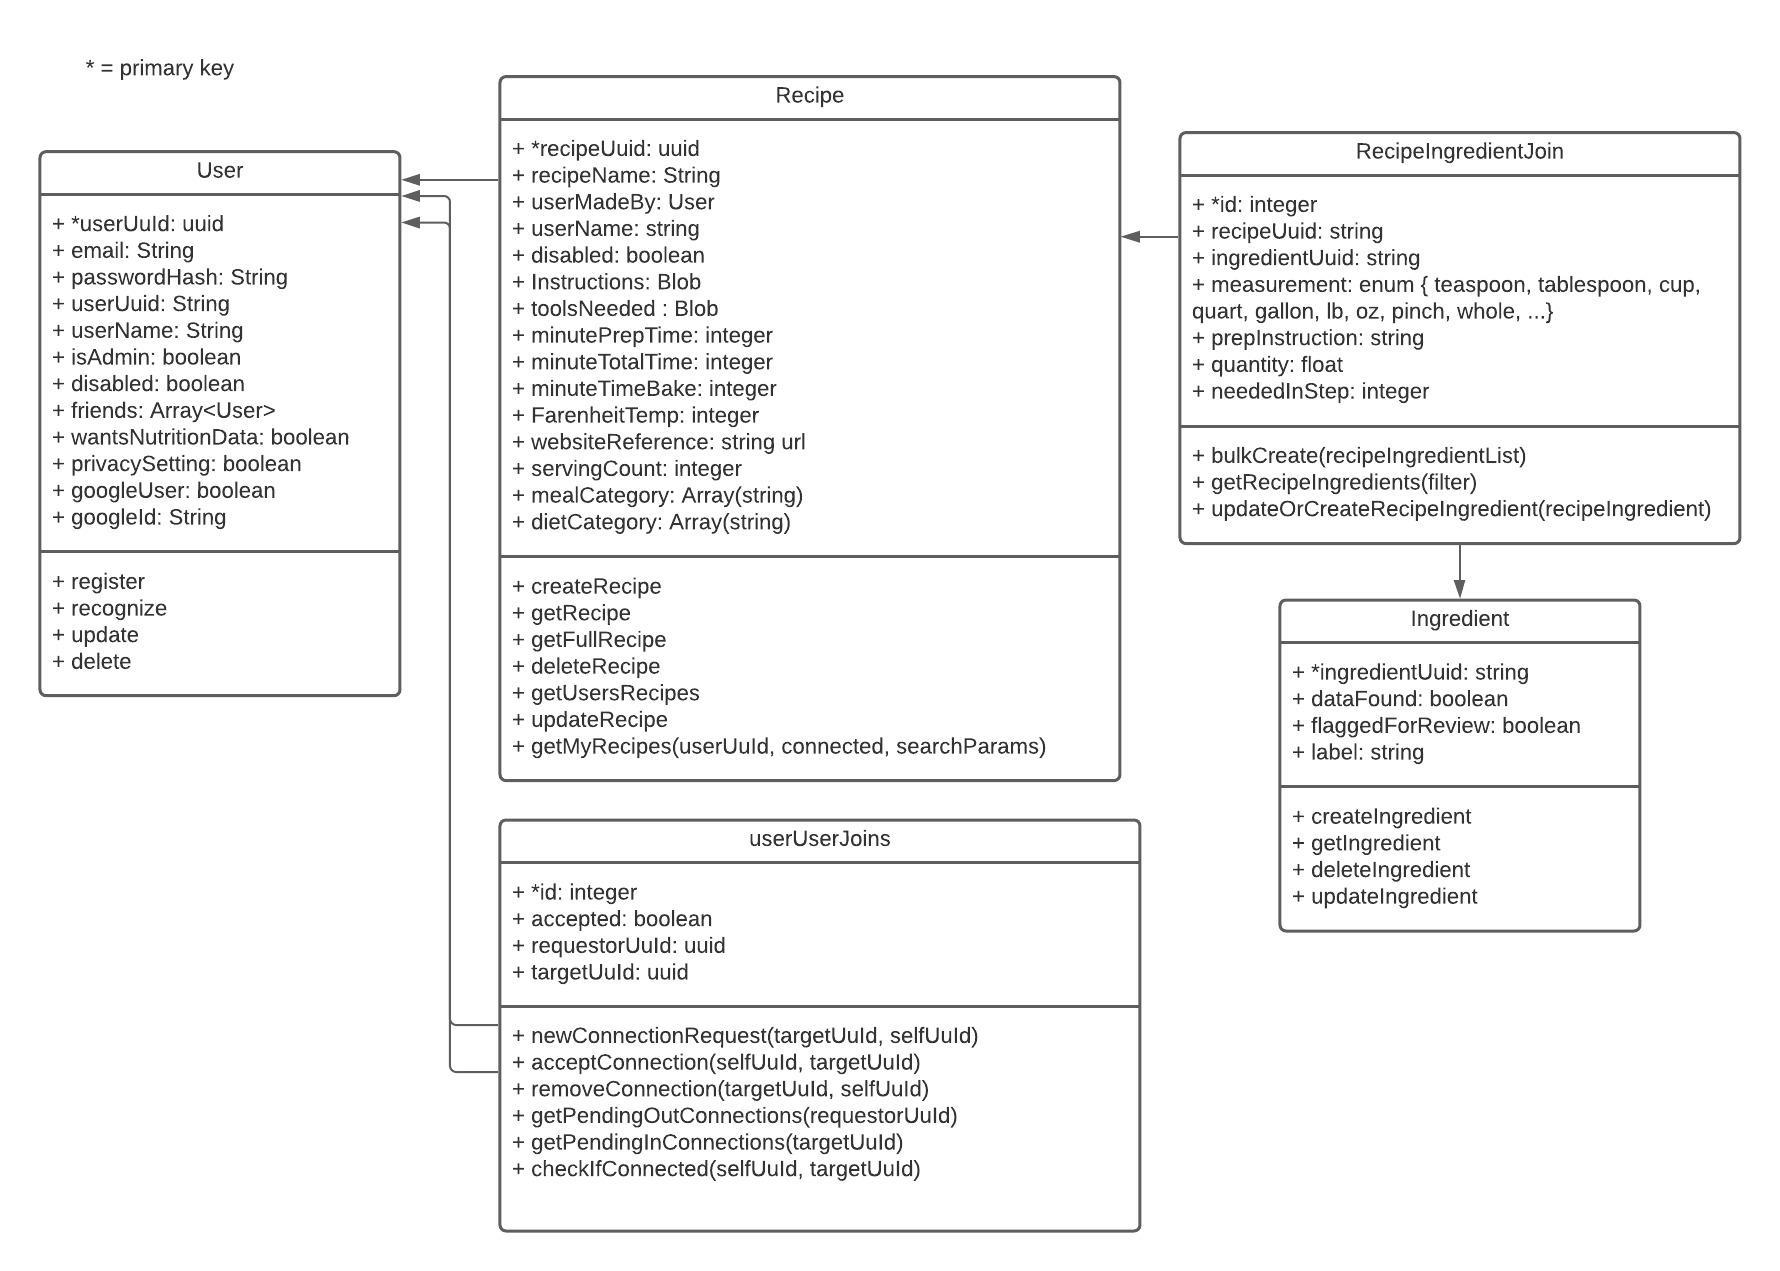 * = primary key
User
+ *userUuId: uuid
+ email: String
+ passwordHash: String
+ userUuid: String
+ userName: String
+ isAdmin: boolean
+ disabled: boolean
+ friends: Array<User>
+ wantsNutritionData: boolean
+ privacySetting: boolean
+ googleUser: boolean
+ googleId: String
+ register
+ recognize
+ update
+ delete
Recipe
+ *recipeUuid: uuid
+ recipeName: String
+ userMadeBy: User
+ userName: string
+ disabled: boolean
+ Instructions: Blob
+ toolsNeeded : Blob
+ minutePrepTime: integer
+ minuteTotalTime: integer
+ minuteTimeBake: integer
+ FarenheitTemp: integer
+ websiteReference: string url
+ servingCount: integer
+ mealCategory: Array(string)
+ dietCategory: Array(string)
+ createRecipe
+ getRecipe
+ getFullRecipe
+ deleteRecipe
+ getUsersRecipes
+ updateRecipe
+ getMyRecipes(userUuId, connected, searchParams)
userUserJoins
+ *id: integer
+ accepted: boolean
+ requestorUuId: uuid
+ targetUuId: uuid
+ newConnectionRequest(targetUuId, selfUuId)
+ acceptConnection(selfUuId, targetUuId)
+ removeConnection(targetUuId, selfUuId)
+ getPendingOutConnections(requestorUuId)
+ getPendingInConnections(targetUuId)
+ checkIfConnected(selfUuId, targetUuId)
RecipeIngredientJoin
+ *id: integer
+ recipeUuid: string
+ ingredientUuid: string
+ measurement: enum { teaspoon, tablespoon, cup,
quart, gallon, lb, oz, pinch, whole, ...}
+ prepInstruction: string
+ quantity: float
+ neededInStep: integer
+ bulkCreate(recipeIngredientList)
+ getRecipeIngredients(filter)
+ updateOrCreateRecipeIngredient(recipeIngredient)
Ingredient
+ *ingredientUuid: string
+ dataFound: boolean
+ flaggedForReview: boolean
+ label: string
+ createIngredient
+ getIngredient
+ deleteIngredient
+ updateIngredient